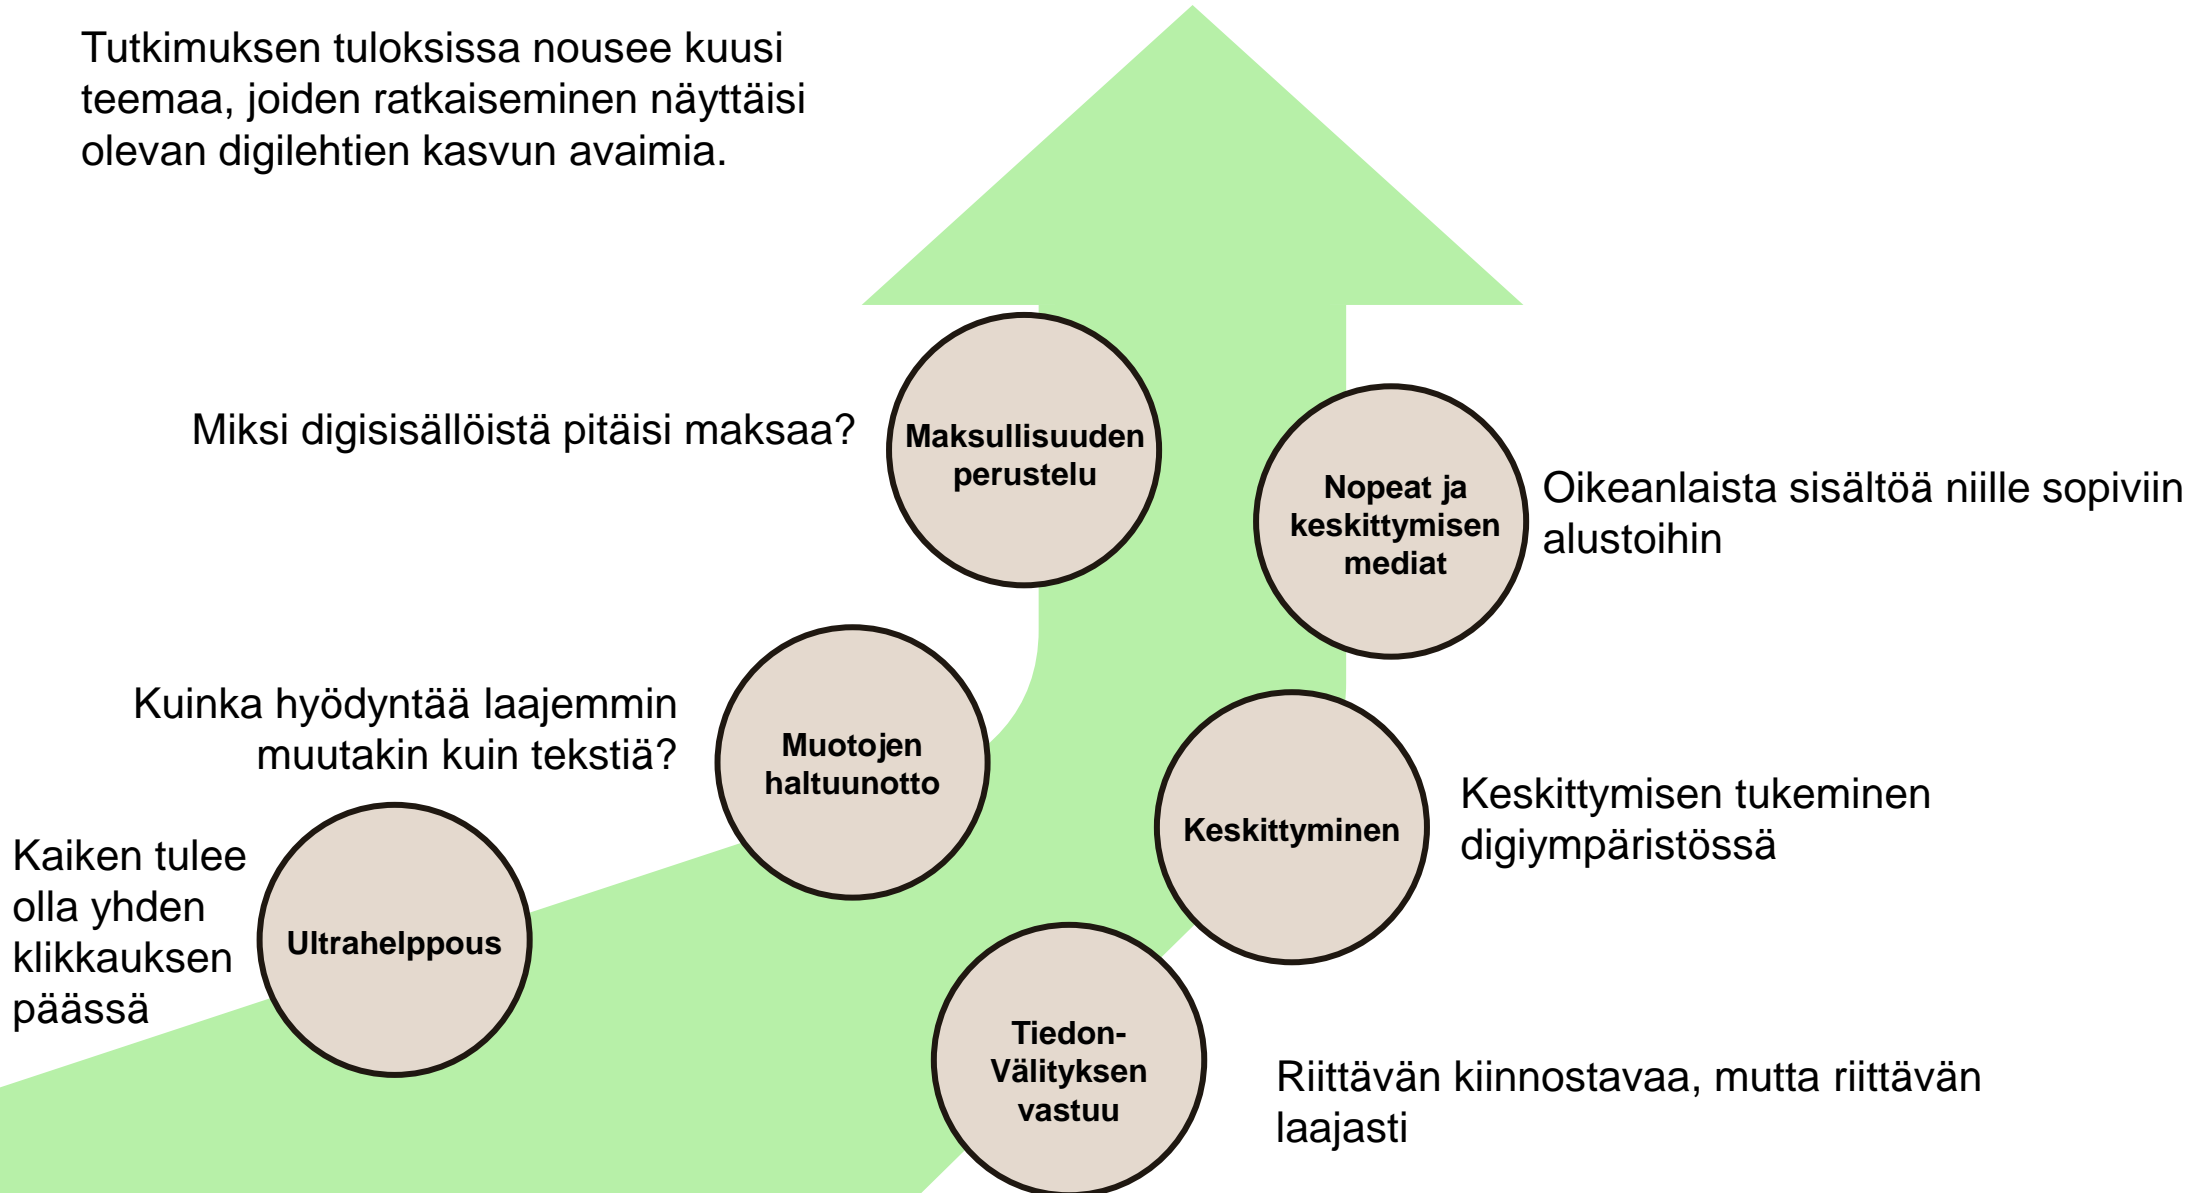 Tutkimuksen tuloksissa nousee kuusi
teemaa, joiden ratkaiseminen näyttäisi
olevan digilehtien kasvun avaimia.
Miksi digisisällöistä pitäisi maksaa?
Maksullisuuden
perustelu
Nopeat ja
keskittymisen
mediat
Oikeanlaista sisältöä niille sopiviin
alustoihin
Kuinka hyödyntää laajemmin
muutakin kuin tekstiä?
Muotojen
haltuunotto
Keskittyminen
Keskittymisen tukeminen
digiympäristössä
Kaiken tulee
olla yhden
klikkauksen
päässä
Ultrahelppous
Tiedon-
Välityksen
vastuu
Riittävän kiinnostavaa, mutta riittävän
laajasti